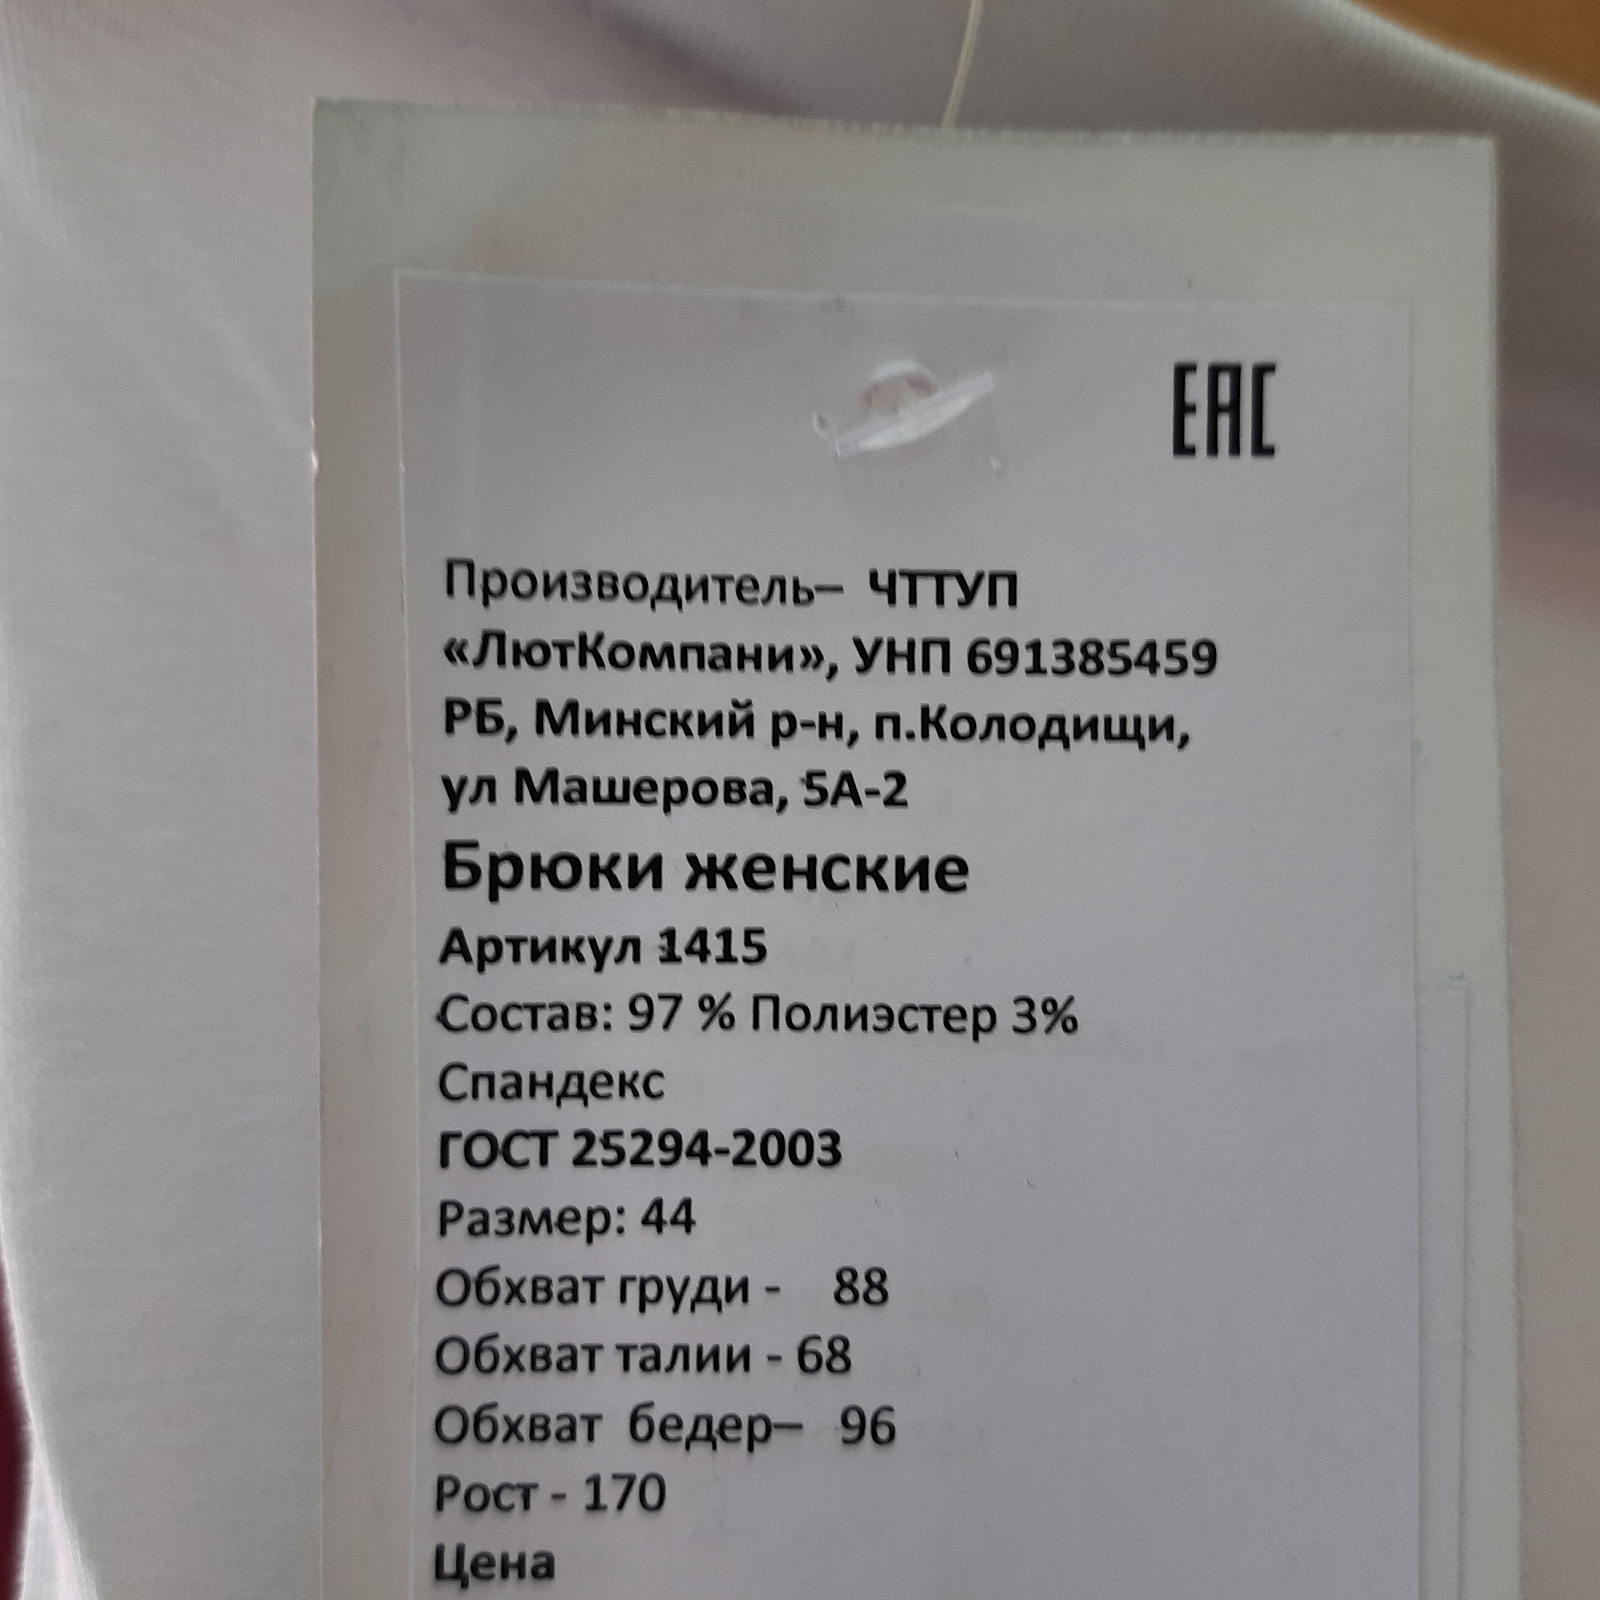 ЕАС
Производитель– ЧТТУП
«ЛютКомпани», УНП 691385459
РБ, Минский р-н, п.Колодищи,
ул Машерова, 5А-2
Брюки женские
Артикул 1415
Состав: 97 % Полиэстер 3%
Спандекс
ГОСТ 25294-2003
Размер: 44
Обхват груди - 88
Обхват талии - 68
Обхват бедер– 96
Рост - 170
Цена